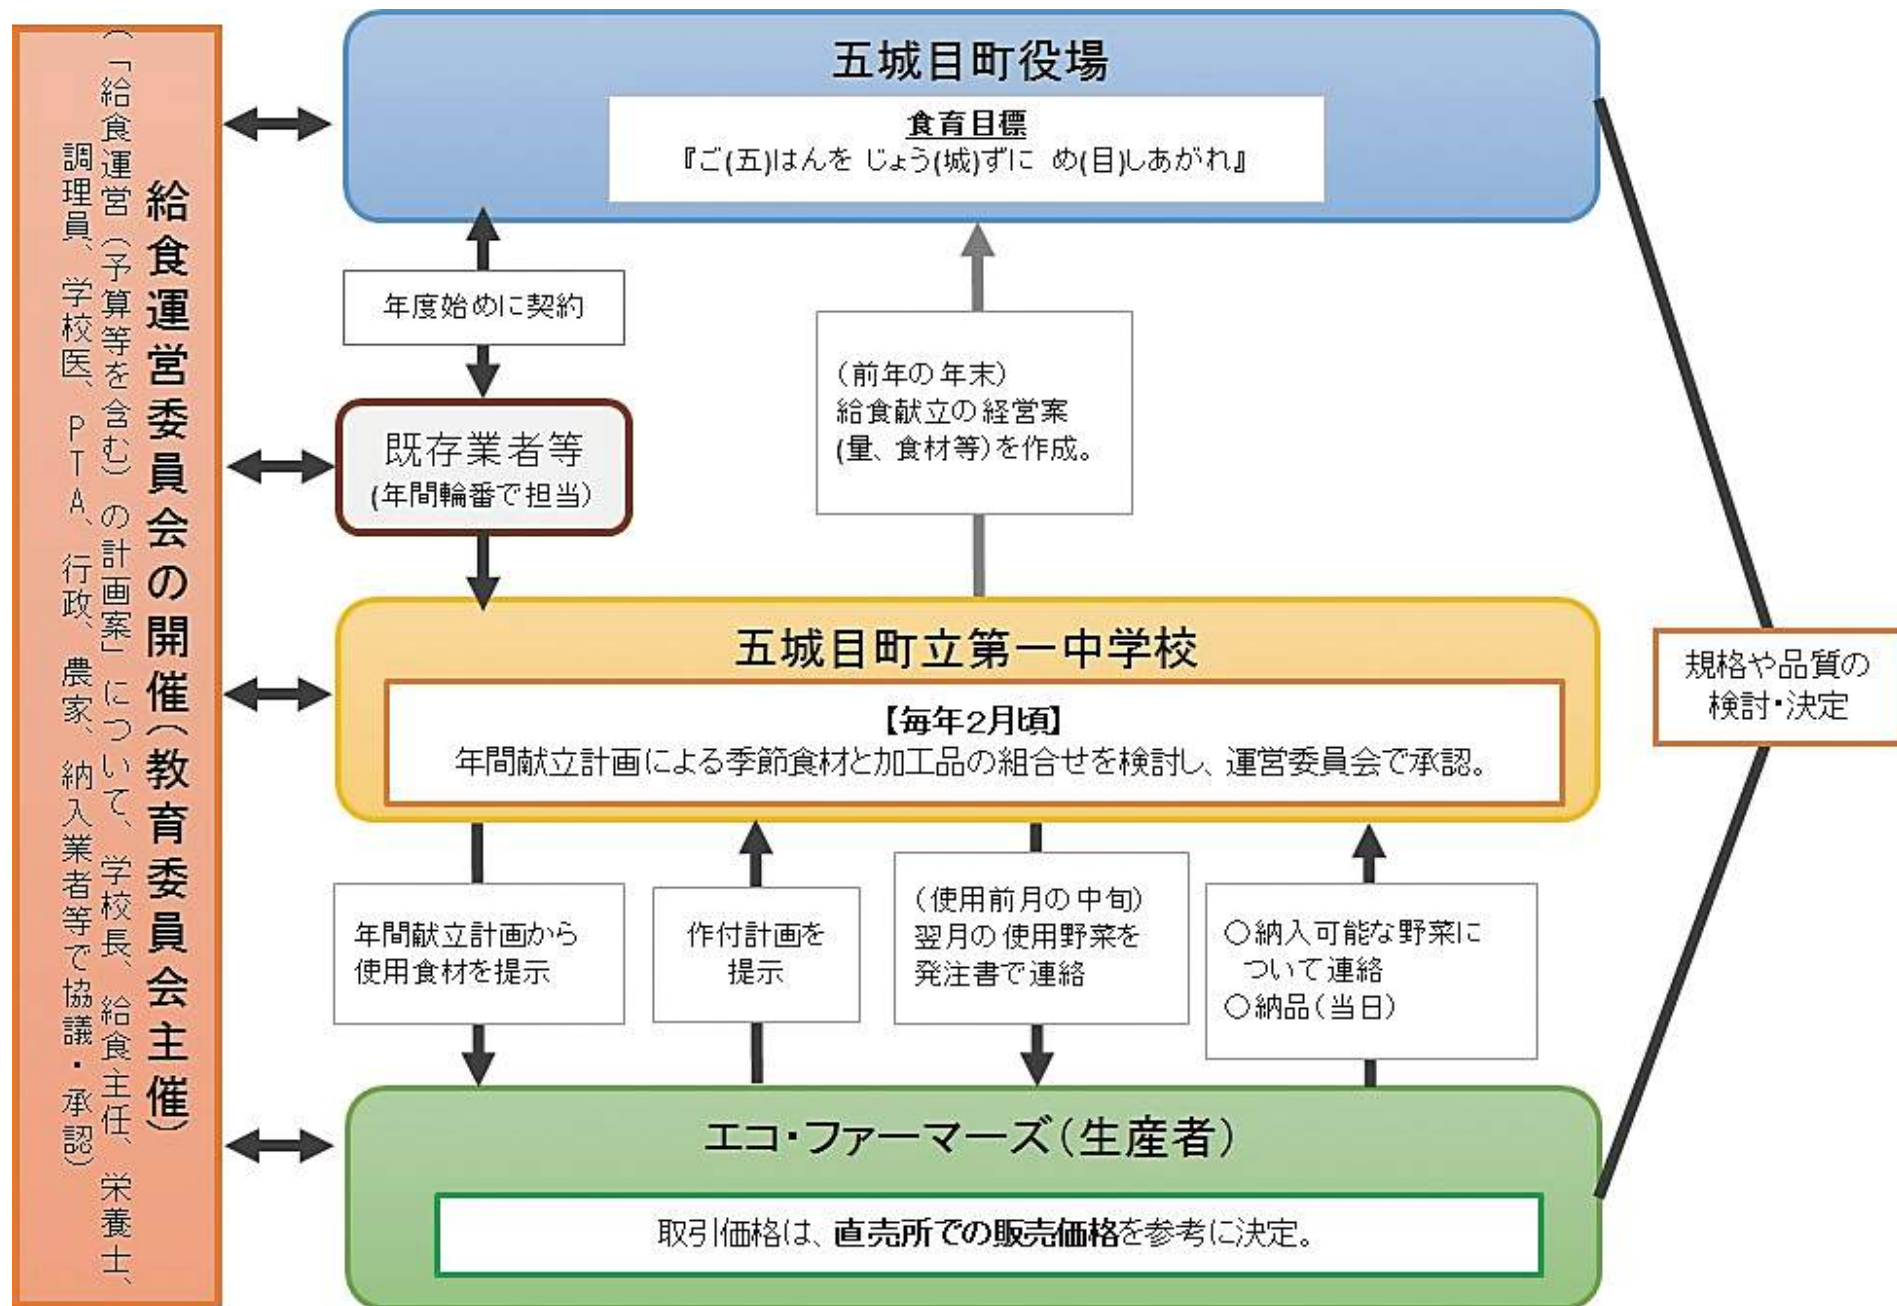 給食運営委員会の開催(教育委員会主催)
(「給食運営(予算等を含む)の計画案」について、学校長、給食主任、栄養士、
調理員、学校医、PTA、行政、農家、納入業者等で協議・承認)
五城目町役場
食育目標
『ご(五)はんを じょう(城)ずに め(目)しあがれ』
年度始めに契約
(前年の年末)
給食献立の経営案
(量、食材等)を作成。
既存業者等
(年間輪番で担当)
五城目町立第一中学校
【毎年2月頃】
年間献立計画による季節食材と加工品の組合せを検討し、運営委員会で承認。
規格や品質の
検討・決定
年間献立計画から
使用食材を提示
作付計画を
提示
(使用前月の中旬)
翌月の使用野菜を
発注書で連絡
○納入可能な野菜に
ついて連絡
○納品(当日)
エコ・ファーマーズ(生産者)
取引価格は、直売所での販売価格を参考に決定。